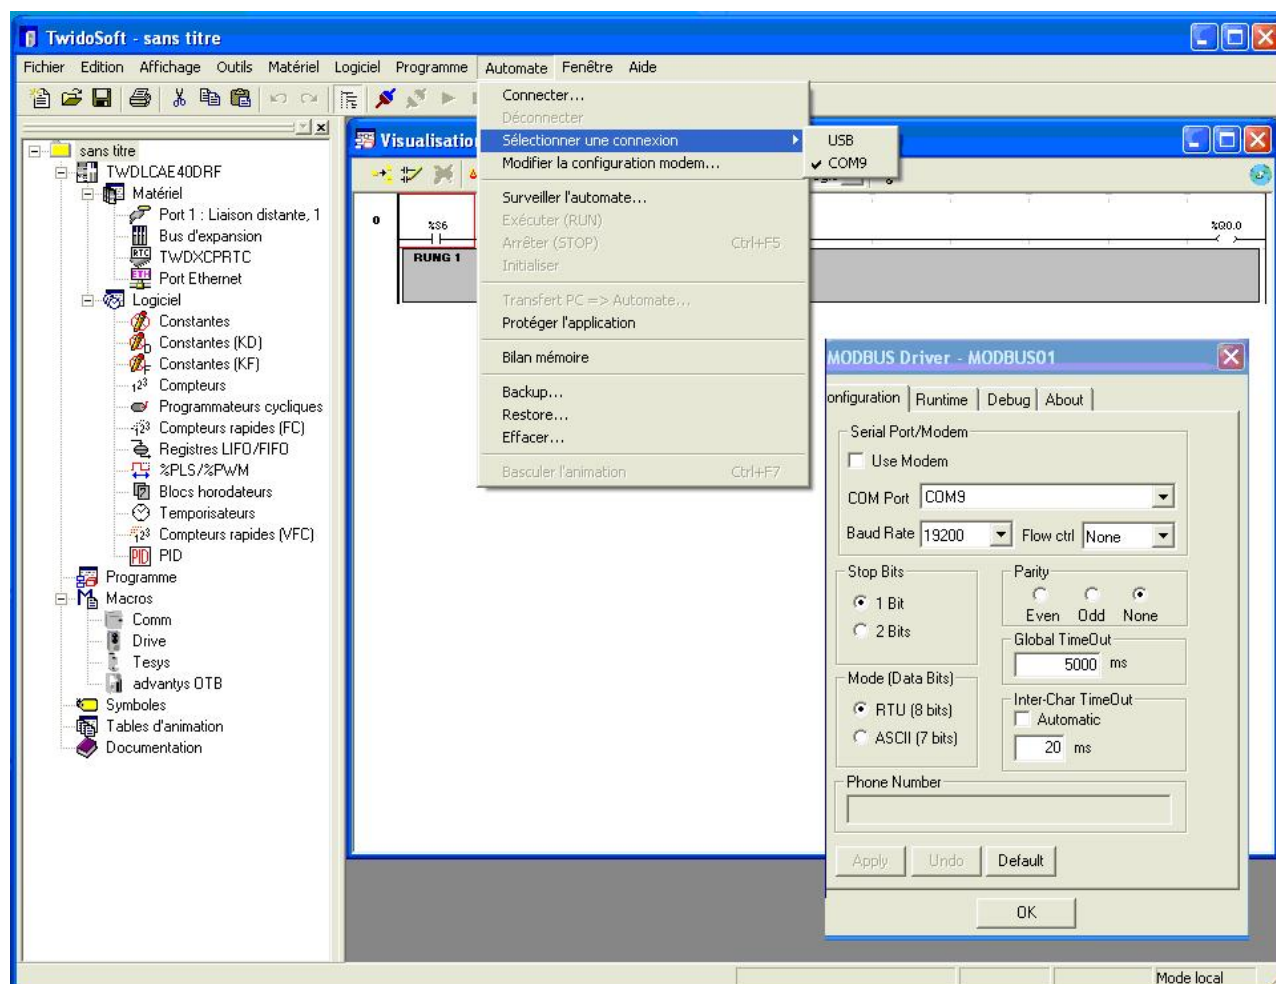 TwidoSoft - sans titre
Fichier Edition Affichage Outils Matériel Logiciel Programme Automate Fenêtre Aide
sans titre
TWDLCAE40DRF
Matériel
Port 1 : Liaison distante, 1
Bus d'expansion
TWDXCPRTC
Port Ethernet
Logiciel
Constantes
Constantes (KD)
Constantes (KF)
Compteurs
Programmateurs cycliques
Compteurs rapides (FC)
Registres LIFO/FIFO
%PLS/%PWM
Blocs horodateurs
Temporisateurs
Compteurs rapides (VFC)
PID
Programme
Macros
Comm
Drive
Tesys
advantys OTB
Symboles
Tables d'animation
Documentation
Connecter...
Déconnecter
Sélectionner une connexion
Modifier la configuration modem...
Surveiller l'automate...
Exécuter (RUN)
Arrêter (STOP) Ctrl+F5
Initialiser
Transfert PC => Automate...
Protéger l'application
Bilan mémoire
Backup...
Restore...
Effacer...
Basculer l'animation Ctrl+F7
USB
COM9
Visualisatio
0
%S6
%Q0.0
RUNG 1
MODBUS Driver - MODBUS01
onfiguration Runtime Debug About
Serial Port/Modem
Use Modem
COM Port COM9
Baud Rate 19200 Flow ctrl None
Stop Bits
1 Bit
2 Bits
Parity
Even Odd None
Global TimeOut
5000 ms
Mode (Data Bits)
RTU (8 bits)
ASCII (7 bits)
Inter-Char TimeOut
Automatic
20 ms
Phone Number
Apply Undo Default
OK
Mode local